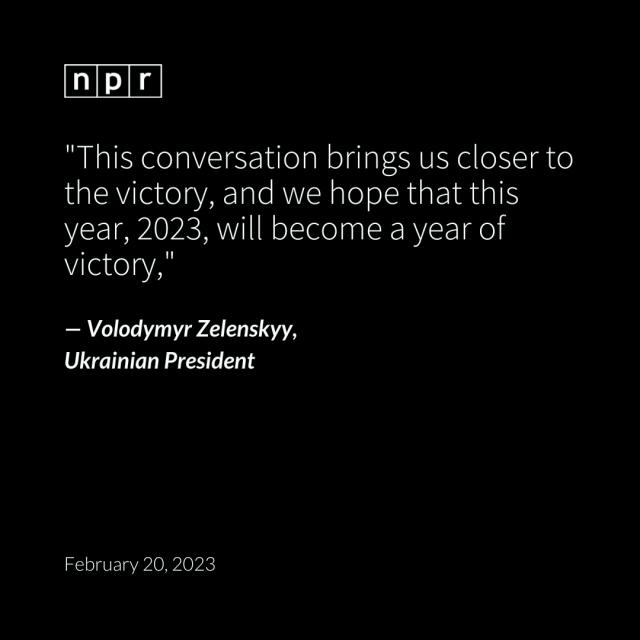 npr
"This conversation brings us closer to
the victory, and we hope that this
year, 2023, will become a year of
victory,"
— Volodymyr Zelenskyy,
Ukrainian President
February 20, 2023